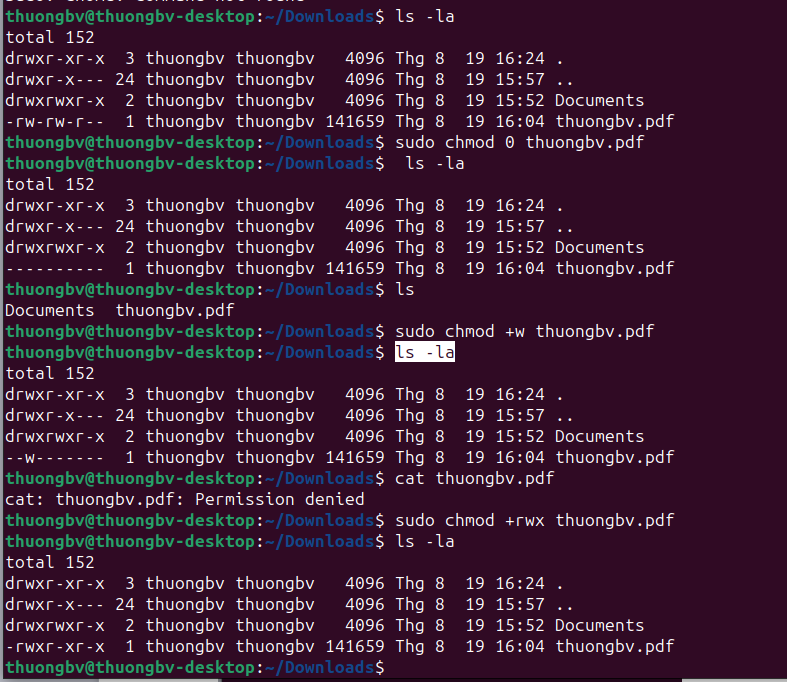 thuongbv@thuongbv-desktop:~/Downloads$ ls -la
total 152
drwxr-xr-x  3 thuongbv thuongbv   4096 Thg 8  19 16:24 .
drwxr-x--- 24 thuongbv thuongbv   4096 Thg 8  19 15:57 ..
drwxrwxr-x  2 thuongbv thuongbv   4096 Thg 8  19 15:52 Documents
-rw-rw-r--  1 thuongbv thuongbv 141659 Thg 8  19 16:04 thuongbv.pdf
thuongbv@thuongbv-desktop:~/Downloads$ sudo chmod 0 thuongbv.pdf
thuongbv@thuongbv-desktop:~/Downloads$  ls -la
total 152
drwxr-xr-x  3 thuongbv thuongbv   4096 Thg 8  19 16:24 .
drwxr-x--- 24 thuongbv thuongbv   4096 Thg 8  19 15:57 ..
drwxrwxr-x  2 thuongbv thuongbv   4096 Thg 8  19 15:52 Documents
----------  1 thuongbv thuongbv 141659 Thg 8  19 16:04 thuongbv.pdf
thuongbv@thuongbv-desktop:~/Downloads$ ls
Documents  thuongbv.pdf
thuongbv@thuongbv-desktop:~/Downloads$ sudo chmod +w thuongbv.pdf
thuongbv@thuongbv-desktop:~/Downloads$ ls -la
total 152
drwxr-xr-x  3 thuongbv thuongbv   4096 Thg 8  19 16:24 .
drwxr-x--- 24 thuongbv thuongbv   4096 Thg 8  19 15:57 ..
drwxrwxr-x  2 thuongbv thuongbv   4096 Thg 8  19 15:52 Documents
--w-------  1 thuongbv thuongbv 141659 Thg 8  19 16:04 thuongbv.pdf
thuongbv@thuongbv-desktop:~/Downloads$ cat thuongbv.pdf
cat: thuongbv.pdf: Permission denied
thuongbv@thuongbv-desktop:~/Downloads$ sudo chmod +rwx thuongbv.pdf
thuongbv@thuongbv-desktop:~/Downloads$ ls -la
total 152
drwxr-xr-x  3 thuongbv thuongbv   4096 Thg 8  19 16:24 .
drwxr-x--- 24 thuongbv thuongbv   4096 Thg 8  19 15:57 ..
drwxrwxr-x  2 thuongbv thuongbv   4096 Thg 8  19 15:52 Documents
-rwxr-xr-x  1 thuongbv thuongbv 141659 Thg 8  19 16:04 thuongbv.pdf
thuongbv@thuongbv-desktop:~/Downloads$